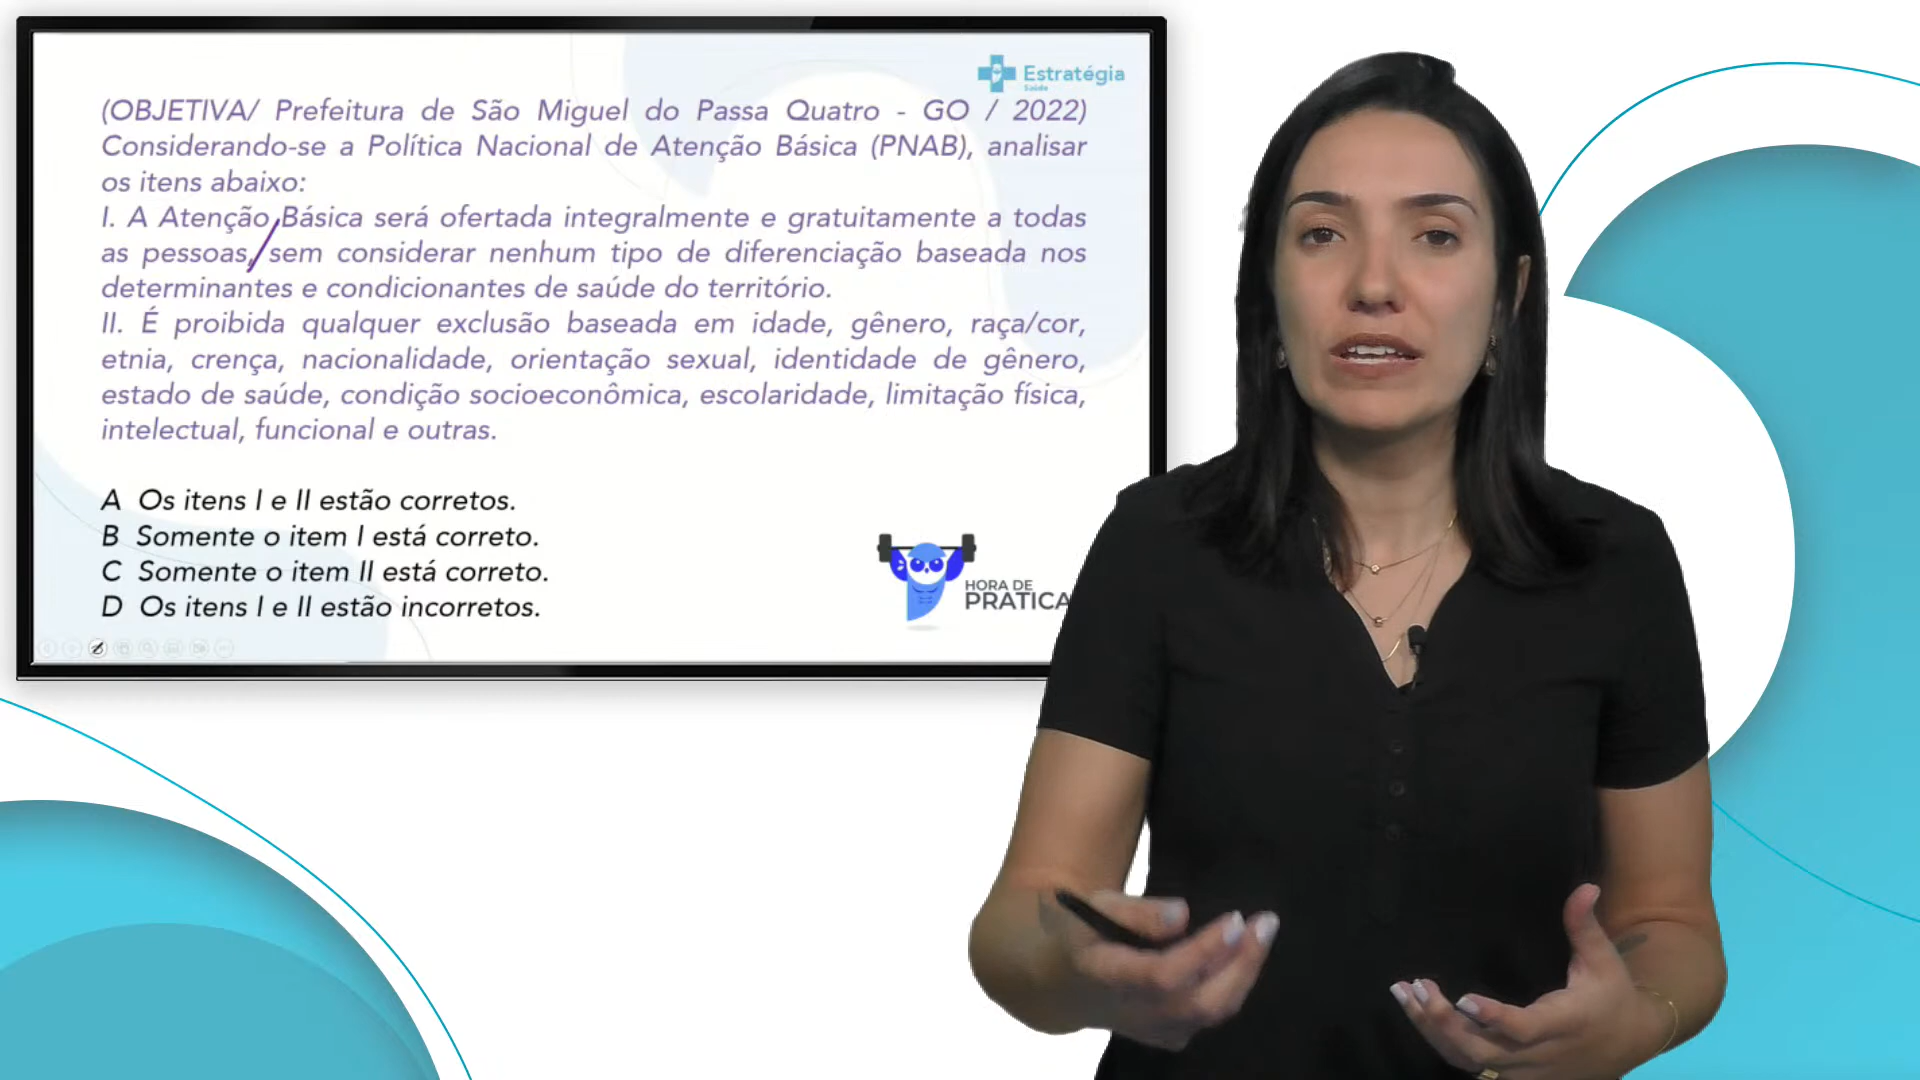 Estratégia
Saúde
(OBJETIVA/ Prefeitura de São Miguel do Passa Quatro - GO / 2022)
Considerando-se a Política Nacional de Atenção Básica (PNAB), analisar
os itens abaixo:
I. A Atenção Básica será ofertada integralmente e gratuitamente a todas
as pessoas, sem considerar nenhum tipo de diferenciação baseada nos
determinantes e condicionantes de saúde do território.
II. É proibida qualquer exclusão baseada em idade, gênero, raça/cor,
etnia, crença, nacionalidade, orientação sexual, identidade de gênero,
estado de saúde, condição socioeconômica, escolaridade, limitação física,
intelectual, funcional e outras.
A Os itens I e II estão corretos.
B Somente o item I está correto.
C Somente o item II está correto.
D Os itens I e II estão incorretos.
HORA DE
PRATICA